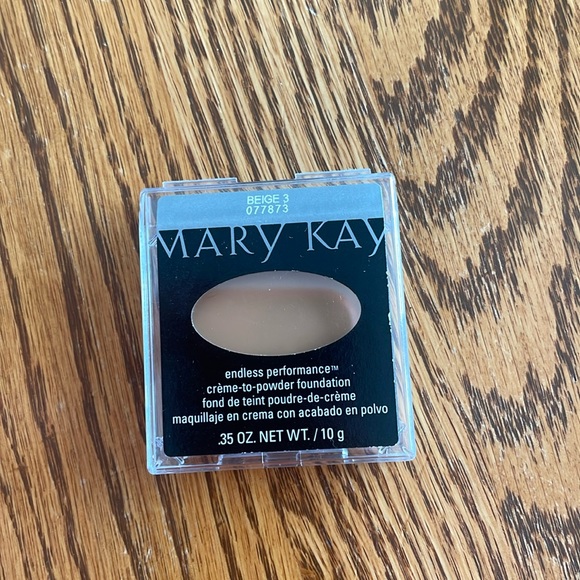 BEIGE 3
077873
MARY KAY
endless performance™
crème-to-powder foundation
fond de teint poudre-de-crème
maquillaje en crema con acabado en polvo
.35 OZ. NET WT. / 10 g